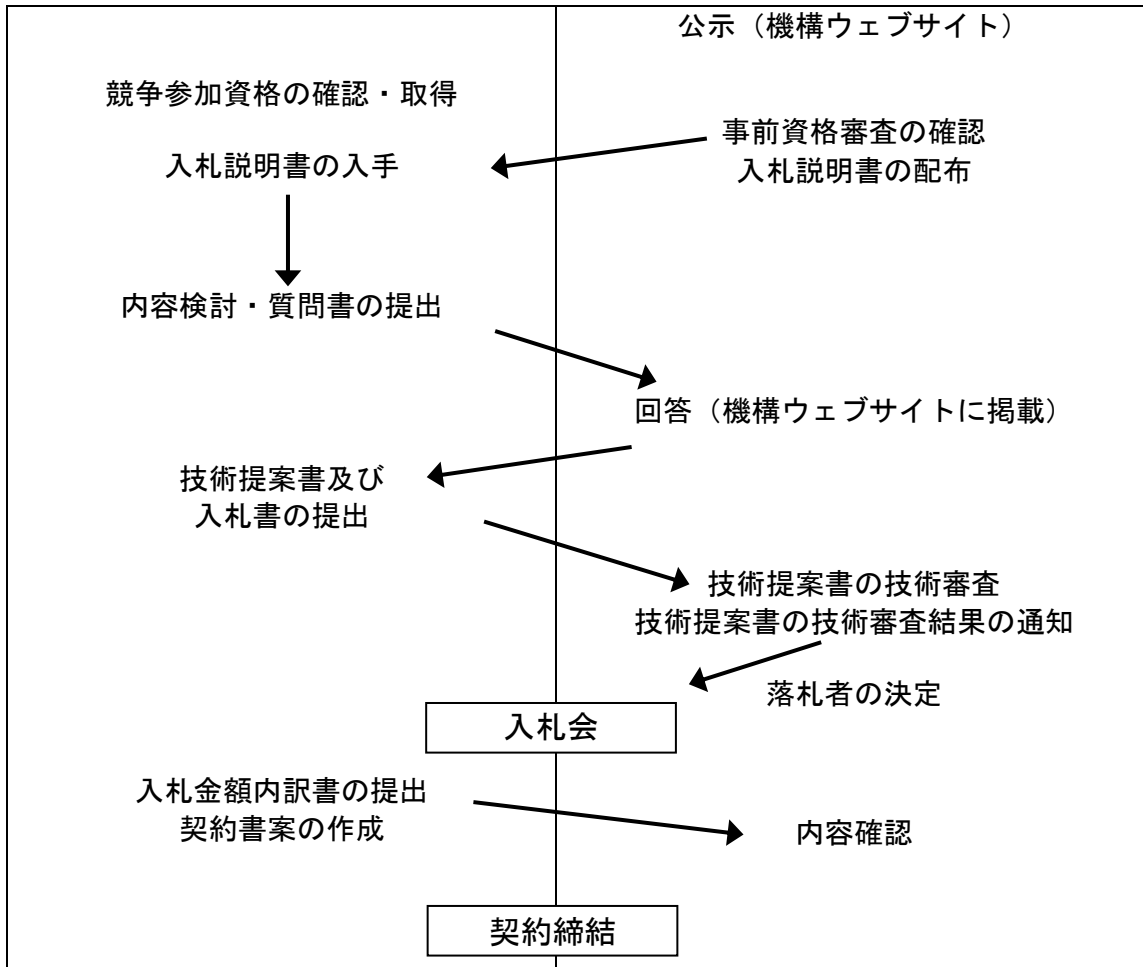 公示（機構ウェブサイト）
競争参加資格の確認・取得
事前資格審査の確認
入札説明書の配布
入札説明書の入手
内容検討・質問書の提出
回答（機構ウェブサイトに掲載）
技術提案書及び
入札書の提出
技術提案書の技術審査
技術提案書の技術審査結果の通知
落札者の決定
入札会
入札金額内訳書の提出
契約書案の作成
内容確認
契約締結